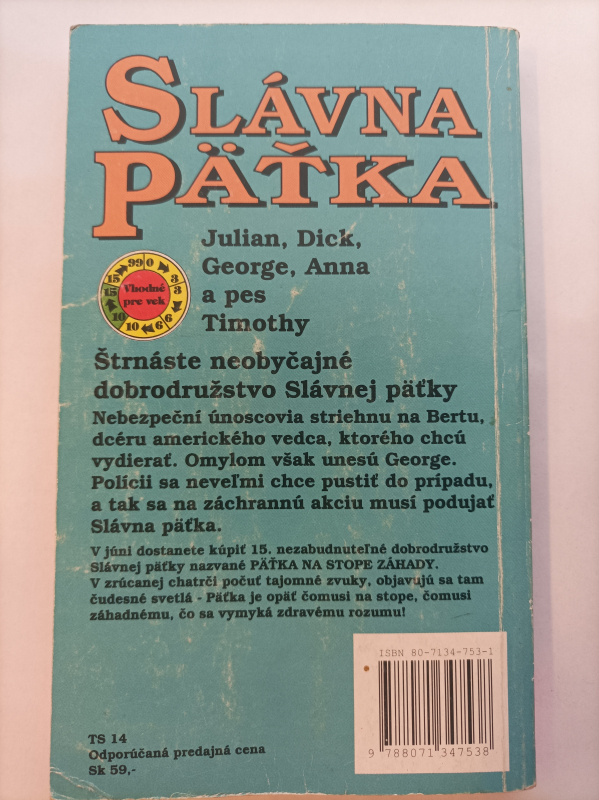 SLÁVNA
PÄŤKA
Julian, Dick,
George, Anna
a pes
Timothy
99 0
15 3
15 3
10 6
10 6
Vhodné
pre vek
Štrnáste neobyčajné
dobrodružstvo Slávnej päťky
Nebezpeční únoscovia striehnu na Bertu,
dcéru amerického vedca, ktorého chcú
vydierať. Omylom však unesú George.
Polícii sa neveľmi chce pustiť do prípadu,
a tak sa na záchrannú akciu musí podujať
Slávna päťka.
V júni dostanete kúpiť 15. nezabudnuteľné dobrodružstvo
Slávnej päťky nazvané PÄŤKA NA STOPE ZÁHADY.
V zrúcanej chatrči počuť tajomné zvuky, objavujú sa tam
čudesné svetlá - Päťka je opäť čomusi na stope, čomusi
záhadnému, čo sa vymyká zdravému rozumu!
ISBN 80-7134-753-1
9 788071 347538
TS 14
Odporúčaná predajná cena
Sk 59,-